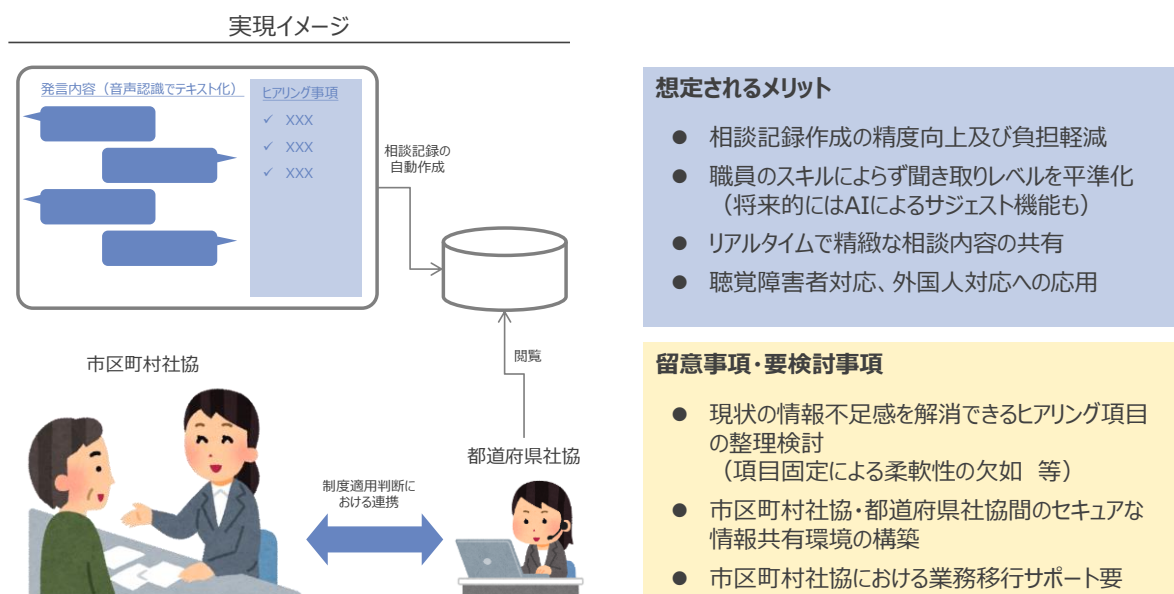 実現イメージ
発言内容(音声認識でテキスト化)
ヒアリング事項
✓ XXX
✓ XXX
✓ XXX
相談記録の
自動作成
閲覧
市区町村社協
都道府県社協
制度適用判断に
おける連携
想定されるメリット
● 相談記録作成の精度向上及び負担軽減
● 職員のスキルによらず聞き取りレベルを平準化
(将来的にはAIによるサジェスト機能も)
● リアルタイムで精緻な相談内容の共有
● 聴覚障害者対応、外国人対応への応用
留意事項・要検討事項
● 現状の情報不足感を解消できるヒアリング項目
の整理検討
(項目固定による柔軟性の欠如 等)
● 市区町村社協・都道府県社協間のセキュアな
情報共有環境の構築
● 市区町村社協における業務移行サポート要